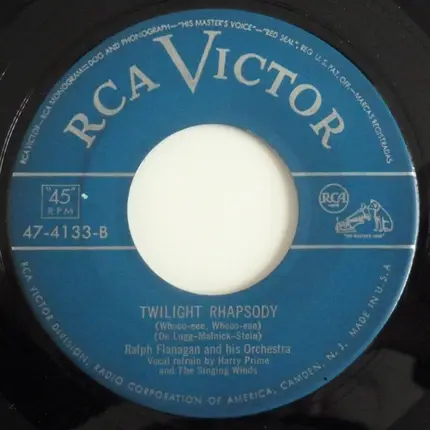 RCA VICTOR—RCA MONOGRAM—DOG AND PHONOGRAPH—"HIS MASTER'S VOICE"—"RED SEAL", REG. U.S. PAT. OFF.—MARCAS REGISTRADAS
RCA VICTOR
"45"
RPM
47-4133-B
RCA
"HIS MASTER'S VOICE"
TWILIGHT RHAPSODY
(Whooo-eee, Whooo-eee)
(De Lugg-Malnick-Stein)
Ralph Flanagan and his Orchestra
Vocal refrain by Harry Prime
and The Singing Winds
RCA VICTOR DIVISION, RADIO CORPORATION OF AMERICA, CAMDEN, N. J. MADE IN U.S.A